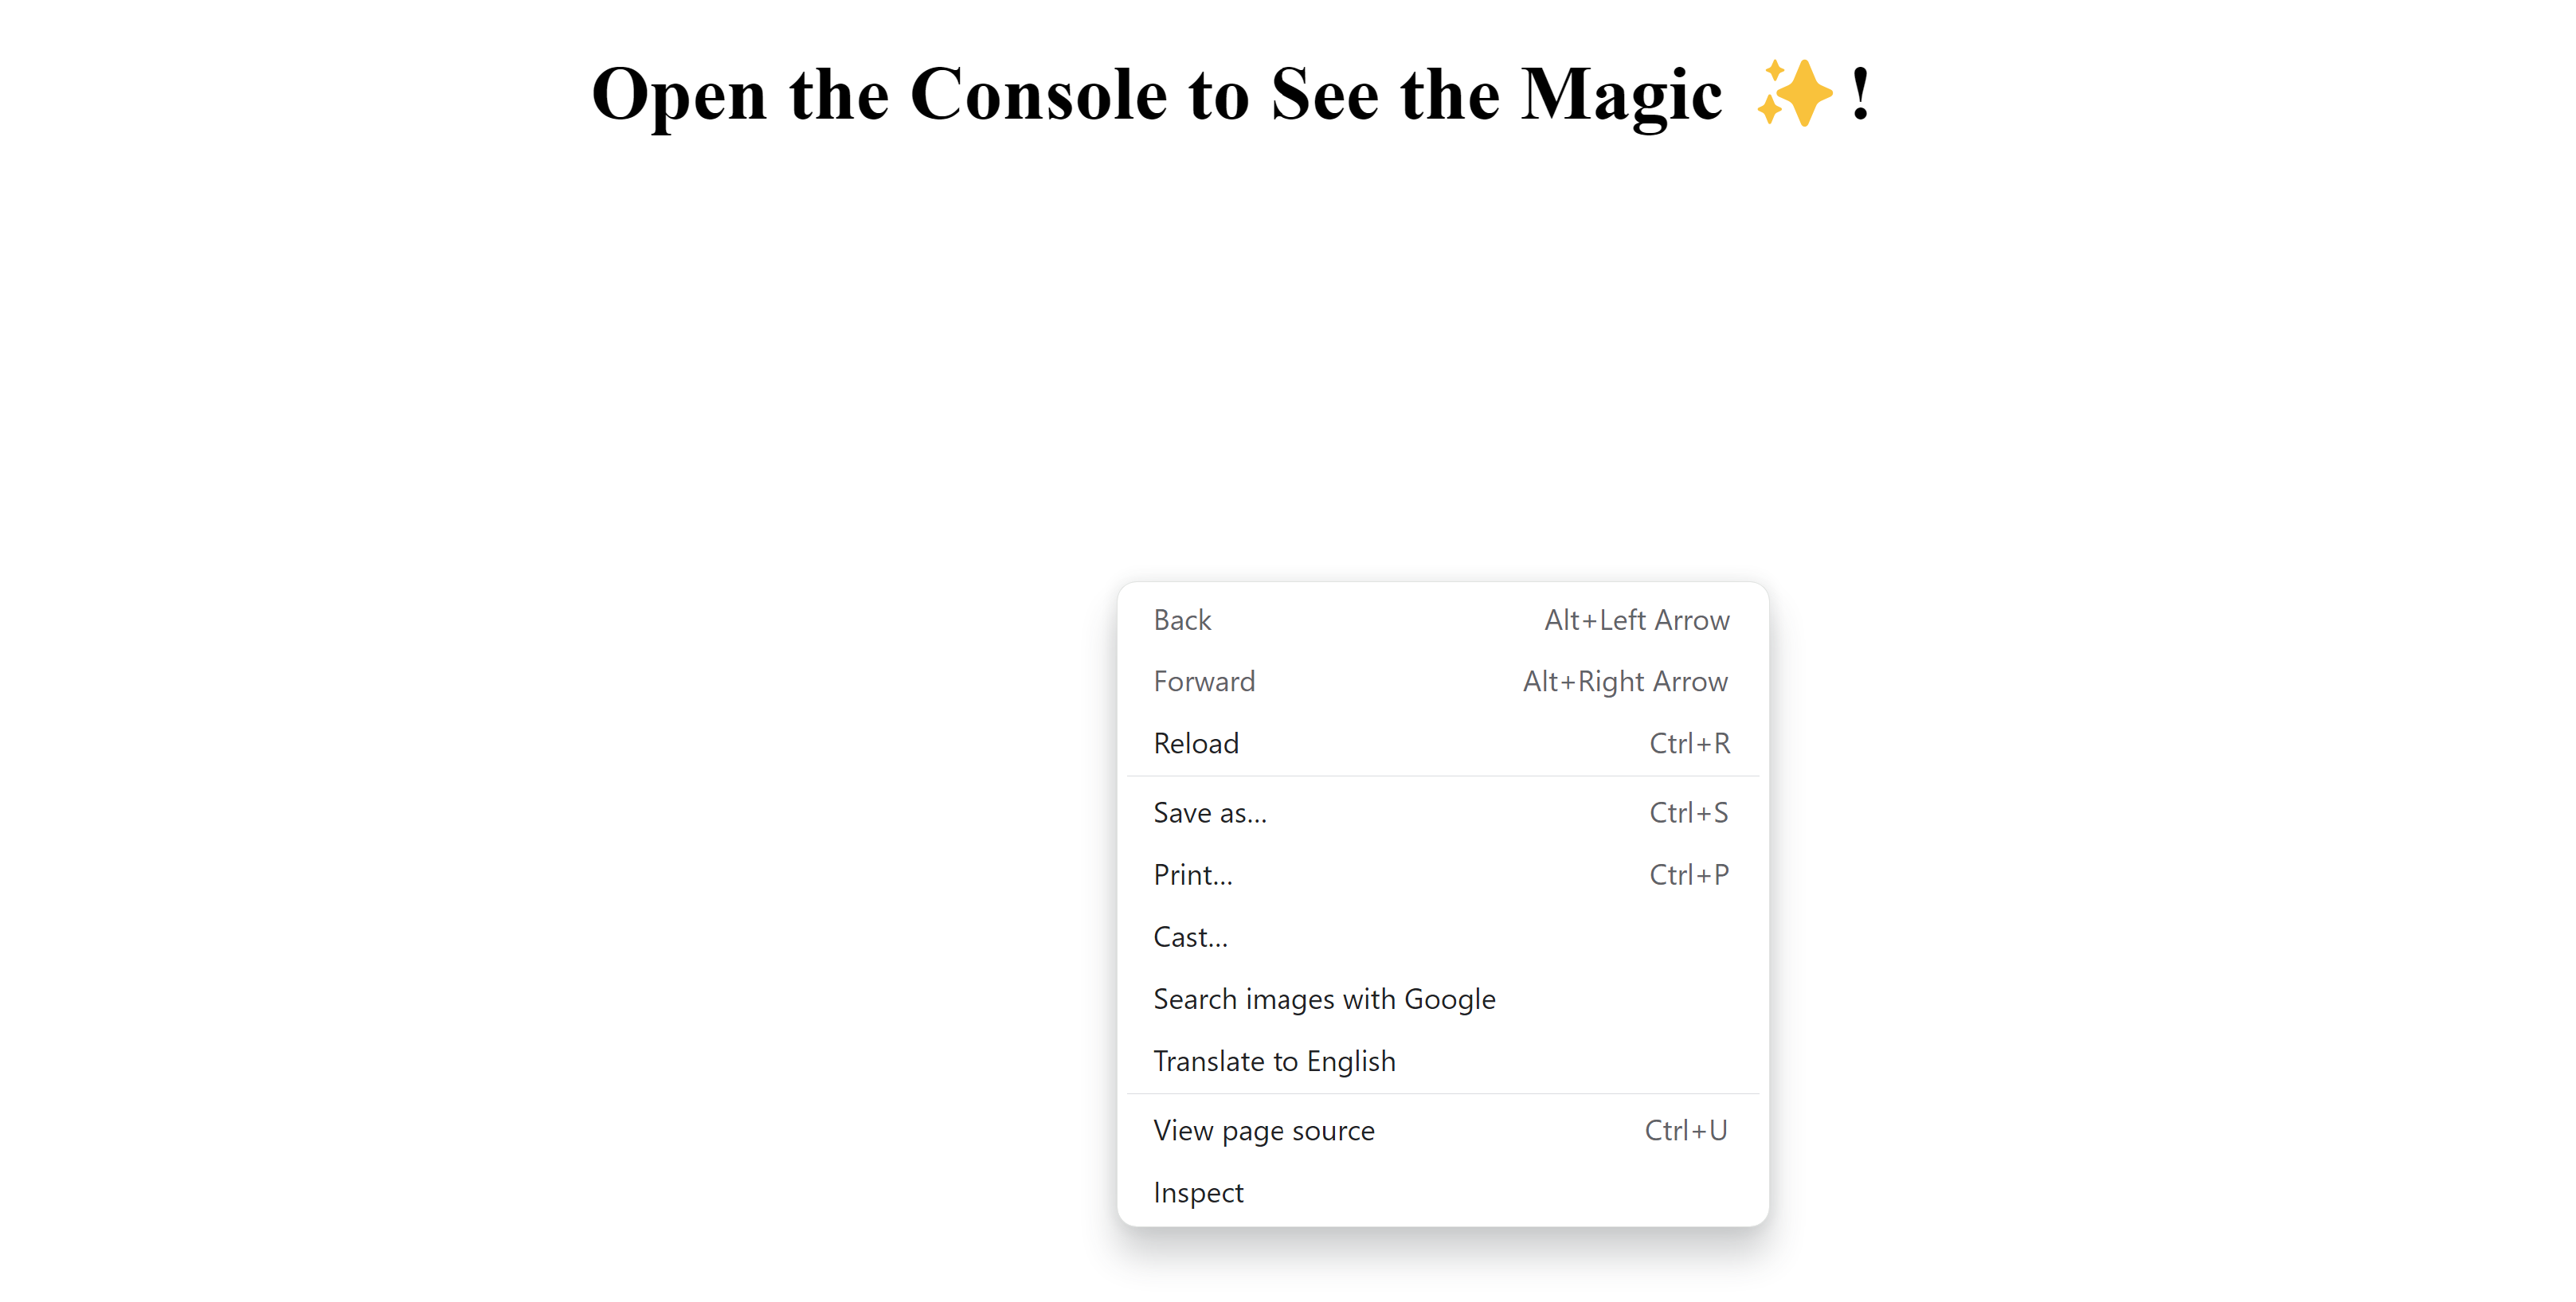 Open the Console to See the Magic ✨!
Back Alt+Left Arrow
Forward Alt+Right Arrow
Reload Ctrl+R
Save as... Ctrl+S
Print... Ctrl+P
Cast...
Search images with Google
Translate to English
View page source Ctrl+U
Inspect